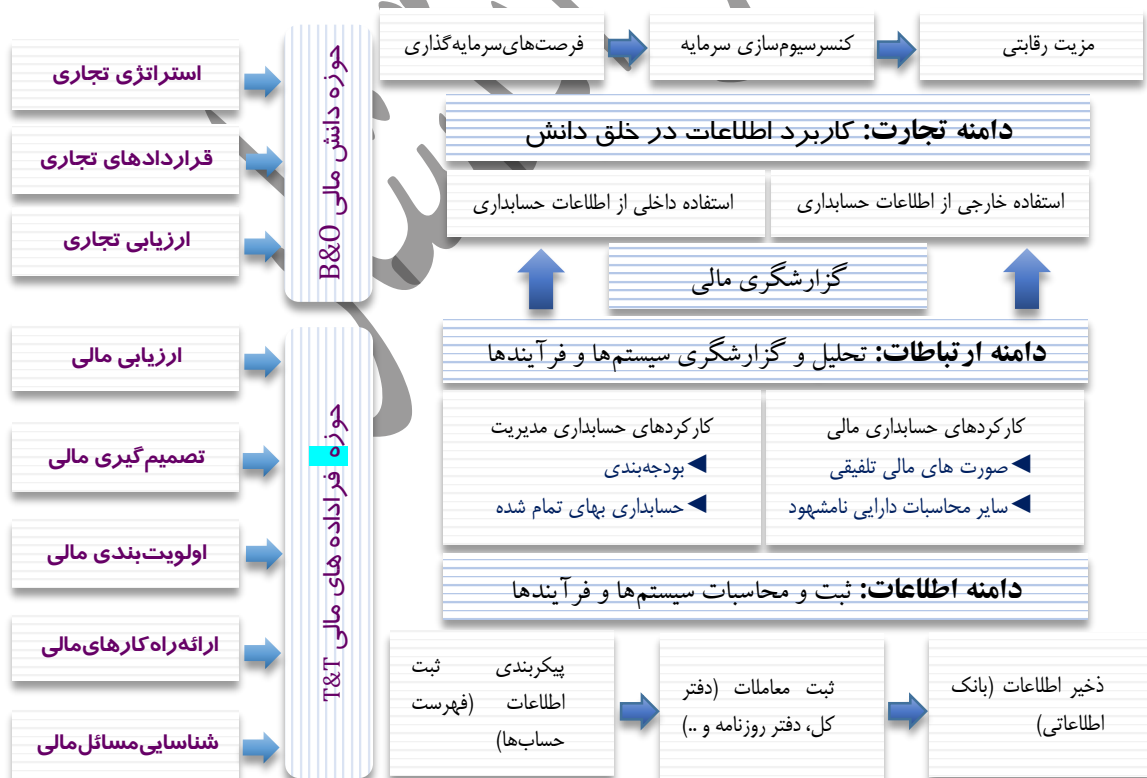 استراتژی تجاری
قراردادهای تجاری
ارزیابی تجاری
حوزه دانش مالی B&O
فرصت‌های‌سرمایه‌گذاری
کنسرسیوم‌سازی سرمایه
مزیت رقابتی
دامنه تجارت: کاربرد اطلاعات در خلق دانش
استفاده خارجی از اطلاعات حسابداری
استفاده داخلی از اطلاعات حسابداری
گزارشگری مالی
دامنه ارتباطات: تحلیل و گزارشگری سیستم‌ها و فرآیندها
کارکردهای حسابداری مالی
◀صورت های مالی تلفیقی
◀سایر محاسبات دارایی نامشهود
کارکردهای حسابداری مدیریت
◀بودجه‌بندی
◀حسابداری بهای تمام شده
دامنه اطلاعات: ثبت و محاسبات سیستم‌ها و فرآیندها
پیکربندی ثبت
اطلاعات (فهرست
حساب‌ها)
ثبت معاملات (دفتر
کل، دفتر روزنامه و ..)
ذخیر اطلاعات (بانک
اطلاعاتی)
ارزیابی مالی
تصمیم‌گیری مالی
اولویت‌بندی مالی
ارائه‌راه‌کارهای‌مالی
شناسایی‌مسائل‌مالی
حوزه فراداده های مالی T&T